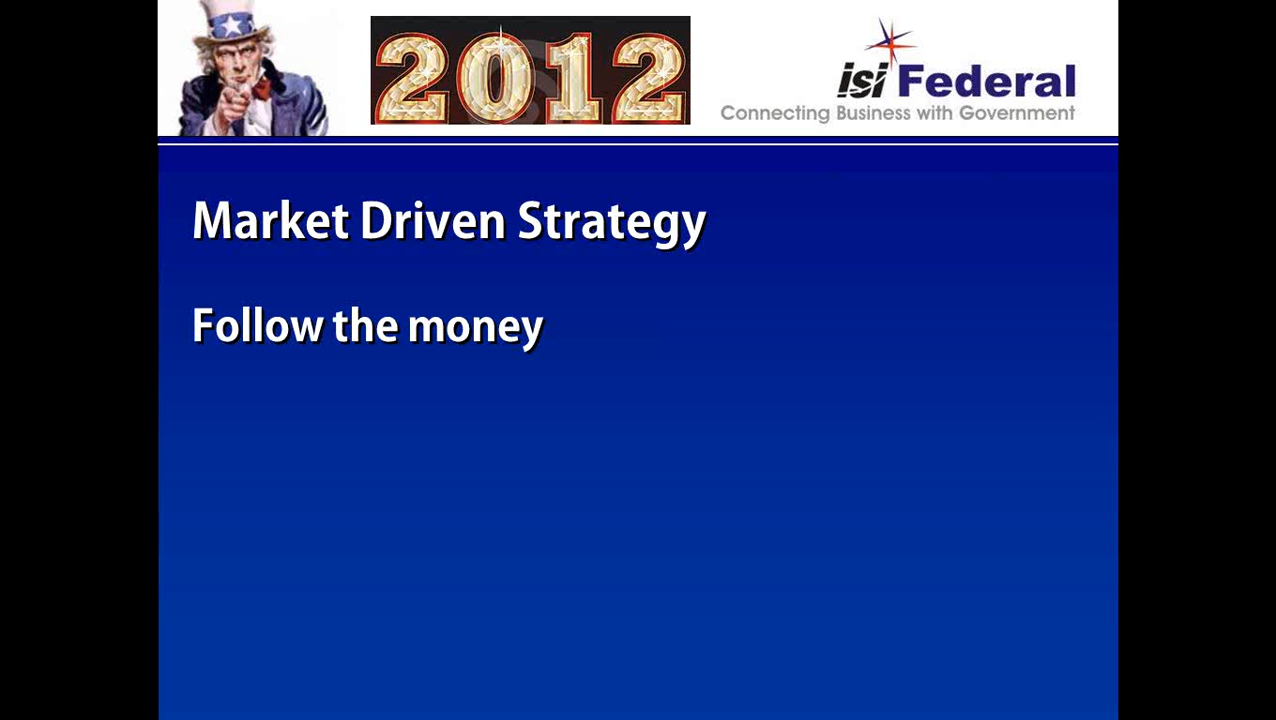 2012
isi Federal
Connecting Business with Government
Market Driven Strategy
Follow the money